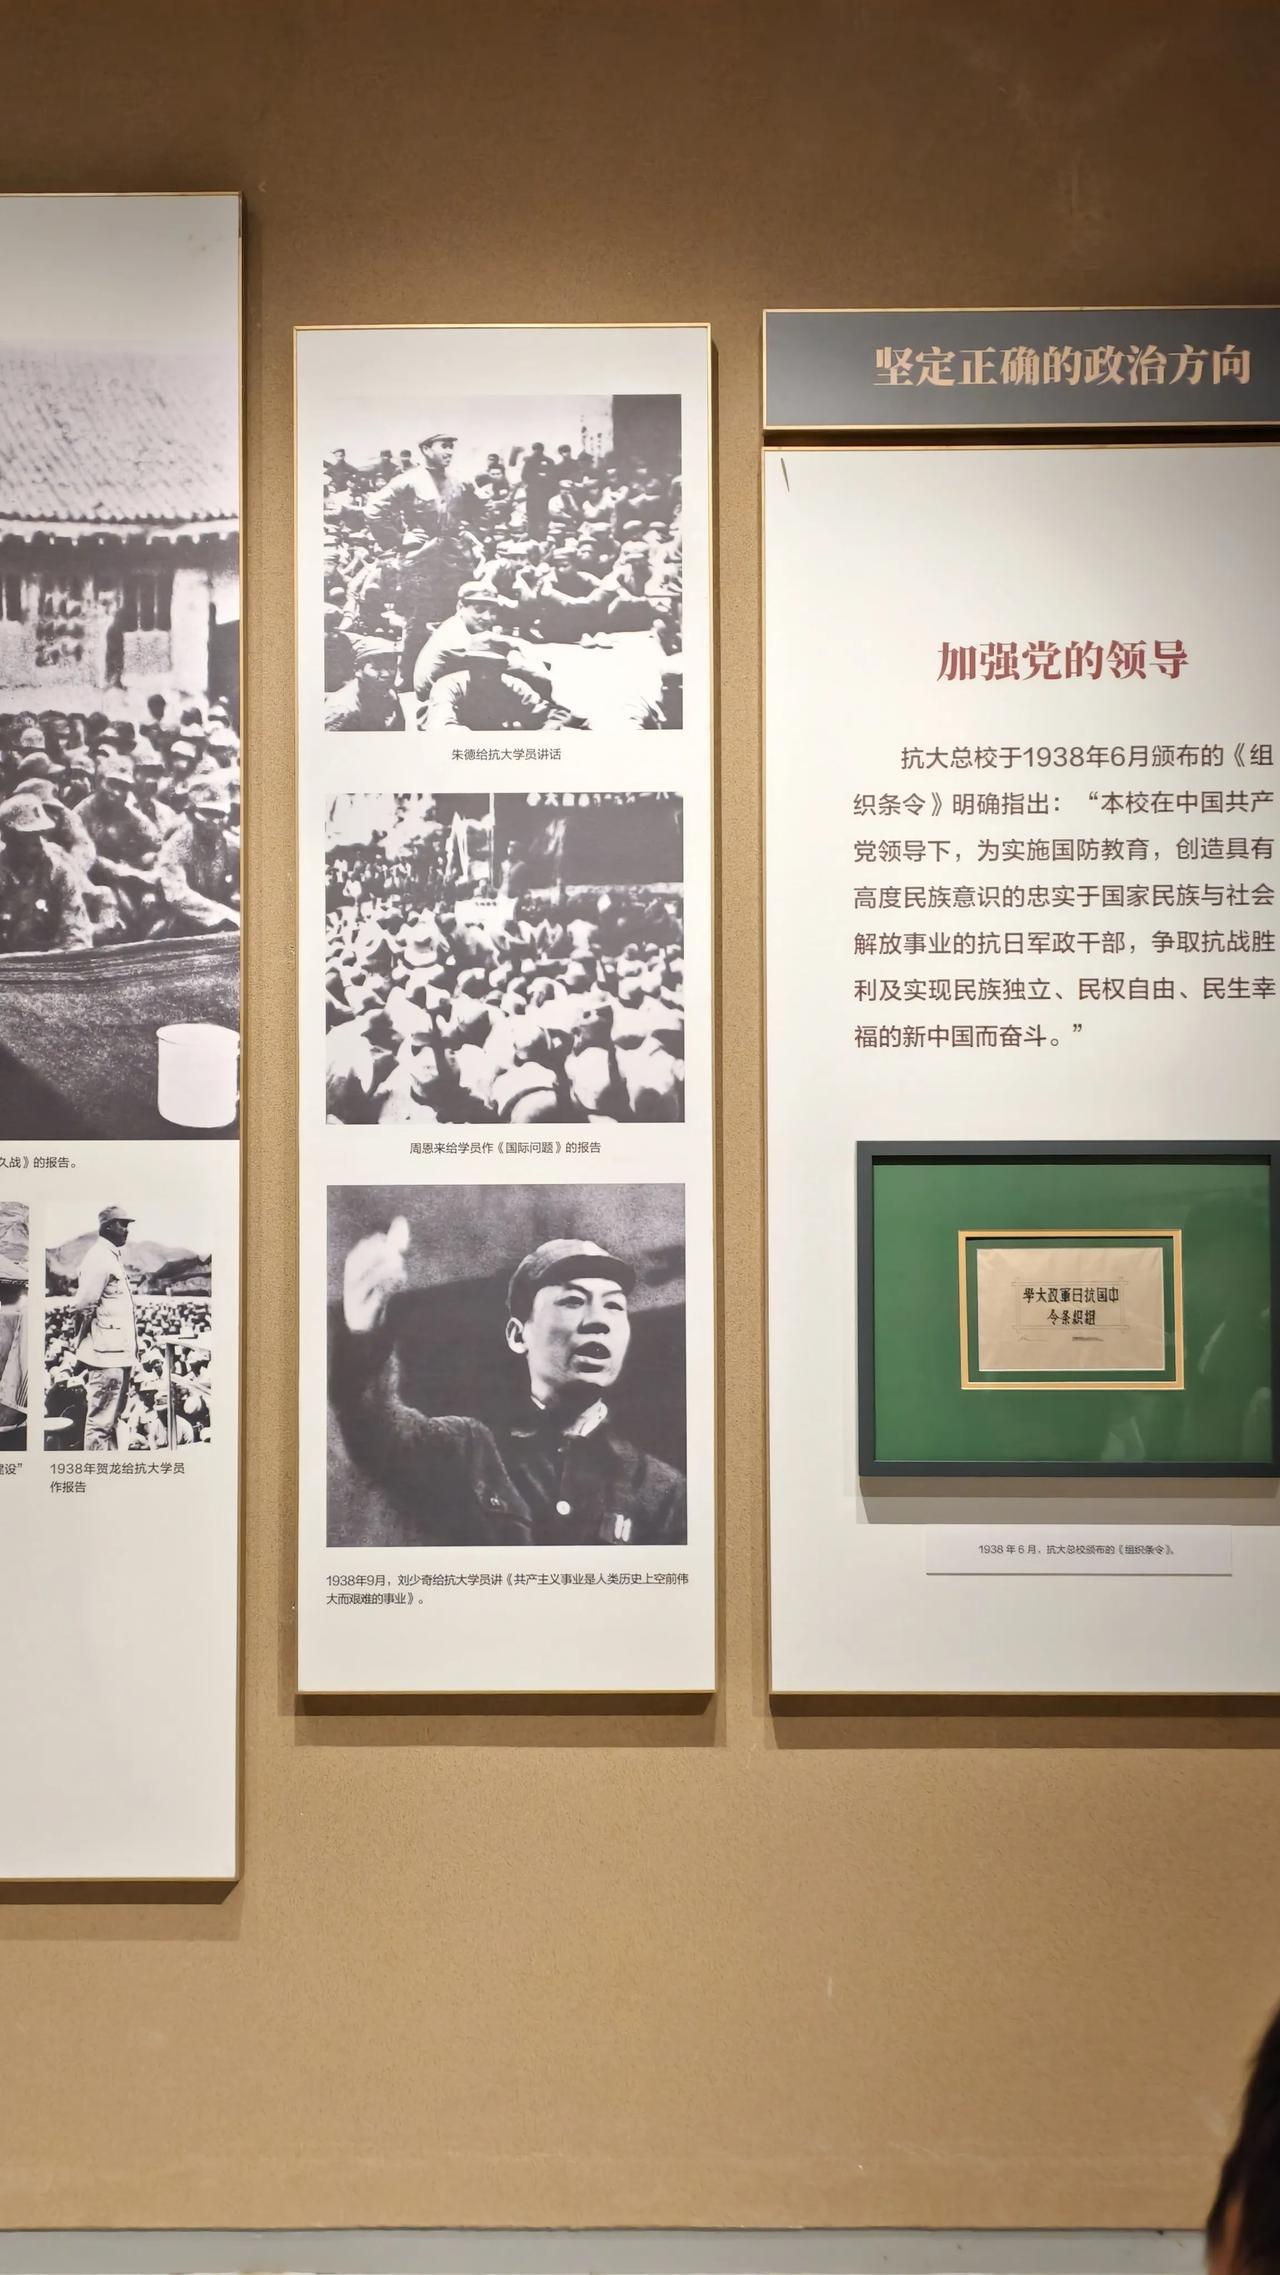 久战》的报告。
建设”
1938年贺龙给抗大学员
作报告
朱德给抗大学员讲话
周恩来给学员作《国际问题》的报告
1938年9月，刘少奇给抗大学员讲《共产主义事业是人类历史上空前伟
大而艰难的事业》。
坚定正确的政治方向
加强党的领导
抗大总校于1938年6月颁布的《组
织条令》明确指出：“本校在中国共产
党领导下，为实施国防教育，创造具有
高度民族意识的忠实于国家民族与社会
解放事业的抗日军政干部，争取抗战胜
利及实现民族独立、民权自由、民生幸
福的新中国而奋斗。”
學大政軍日抗国中
令条織組
1938年6月，抗大总校颁布的《组织条令》。